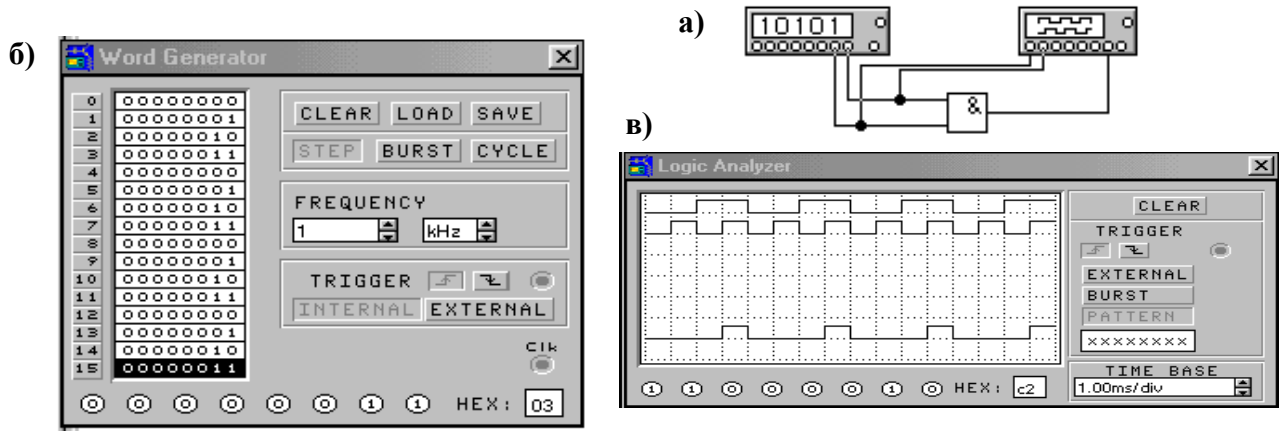 а)
10101
&
б)
Word Generator
0 00000000
1 00000001
2 00000010
3 00000011
4 00000000
5 00000001
6 00000010
7 00000011
8 00000000
9 00000001
10 00000010
11 00000011
12 00000000
13 00000001
14 00000010
15 00000011
CLEAR LOAD SAVE
STEP BURST CYCLE
FREQUENCY
1 kHz
TRIGGER
INTERNAL EXTERNAL
Clk
0 0 0 0 0 0 1 1 HEX: 03
в)
Logic Analyzer
CLEAR
TRIGGER
EXTERNAL
BURST
PATTERN
xxxxxxxx
1 1 0 0 0 0 1 0 HEX: c2
TIME BASE
1.00ms/div